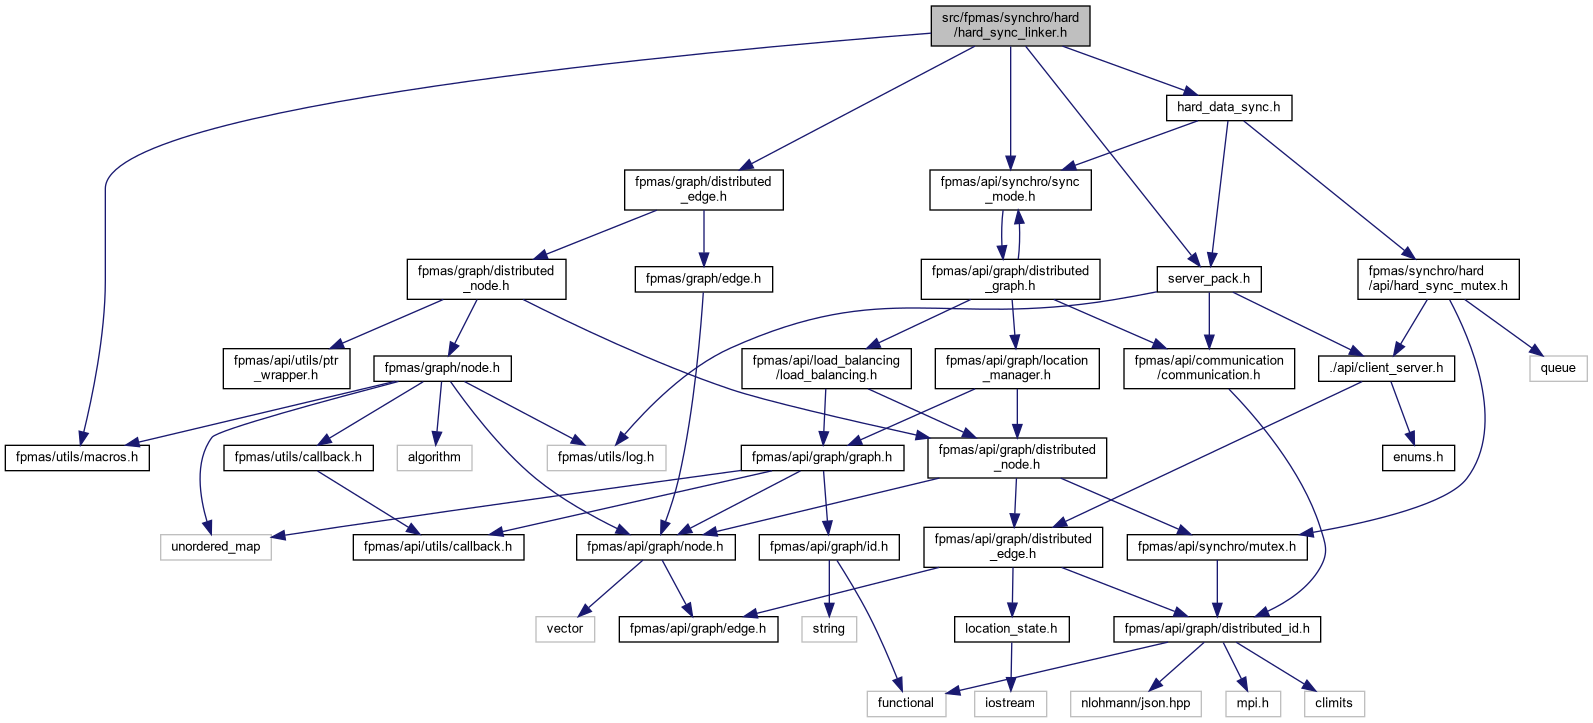 src/fpmas/synchro/hard
/hard_sync_linker.h
hard_data_sync.h
fpmas/graph/distributed
_edge.h
fpmas/api/synchro/sync
_mode.h
fpmas/graph/distributed
_node.h
fpmas/graph/edge.h
fpmas/api/graph/distributed
_graph.h
server_pack.h
fpmas/synchro/hard
/api/hard_sync_mutex.h
fpmas/api/utils/ptr
_wrapper.h
fpmas/graph/node.h
fpmas/api/load_balancing
/load_balancing.h
fpmas/api/graph/location
_manager.h
fpmas/api/communication
/communication.h
./api/client_server.h
queue
fpmas/utils/macros.h
fpmas/utils/callback.h
algorithm
fpmas/utils/log.h
fpmas/api/graph/graph.h
fpmas/api/graph/distributed
_node.h
enums.h
unordered_map
fpmas/api/utils/callback.h
fpmas/api/graph/node.h
fpmas/api/graph/id.h
fpmas/api/graph/distributed
_edge.h
fpmas/api/synchro/mutex.h
vector
fpmas/api/graph/edge.h
string
location_state.h
fpmas/api/graph/distributed_id.h
functional
iostream
nlohmann/json.hpp
mpi.h
climits